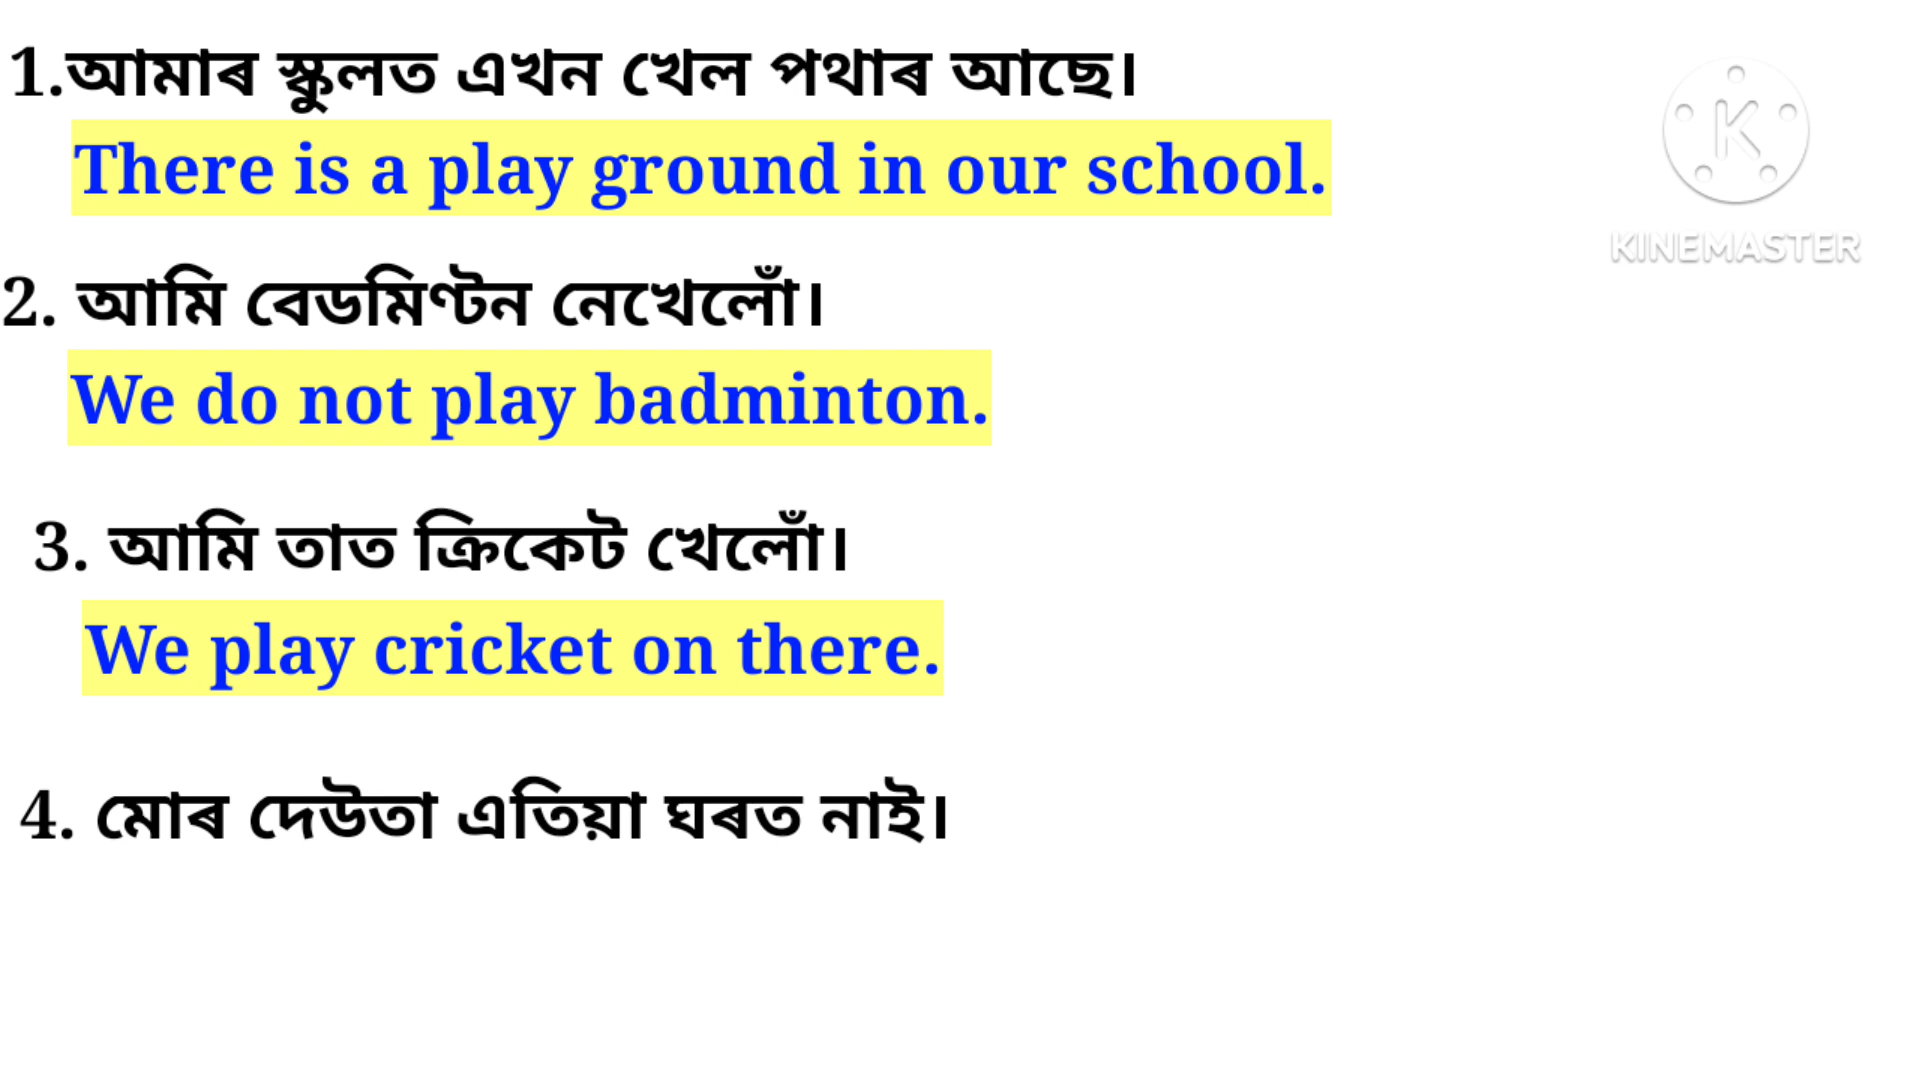 1.আমাৰ স্কুলত এখন খেল পথাৰ আছে।
There is a play ground in our school.
K
KINEMASTER
2. আমি বেডমিণ্টন নেখেলোঁ।
We do not play badminton.
3. আমি তাত ক্ৰিকেট খেলোঁ।
We play cricket on there.
4. মোৰ দেউতা এতিয়া ঘৰত নাই।